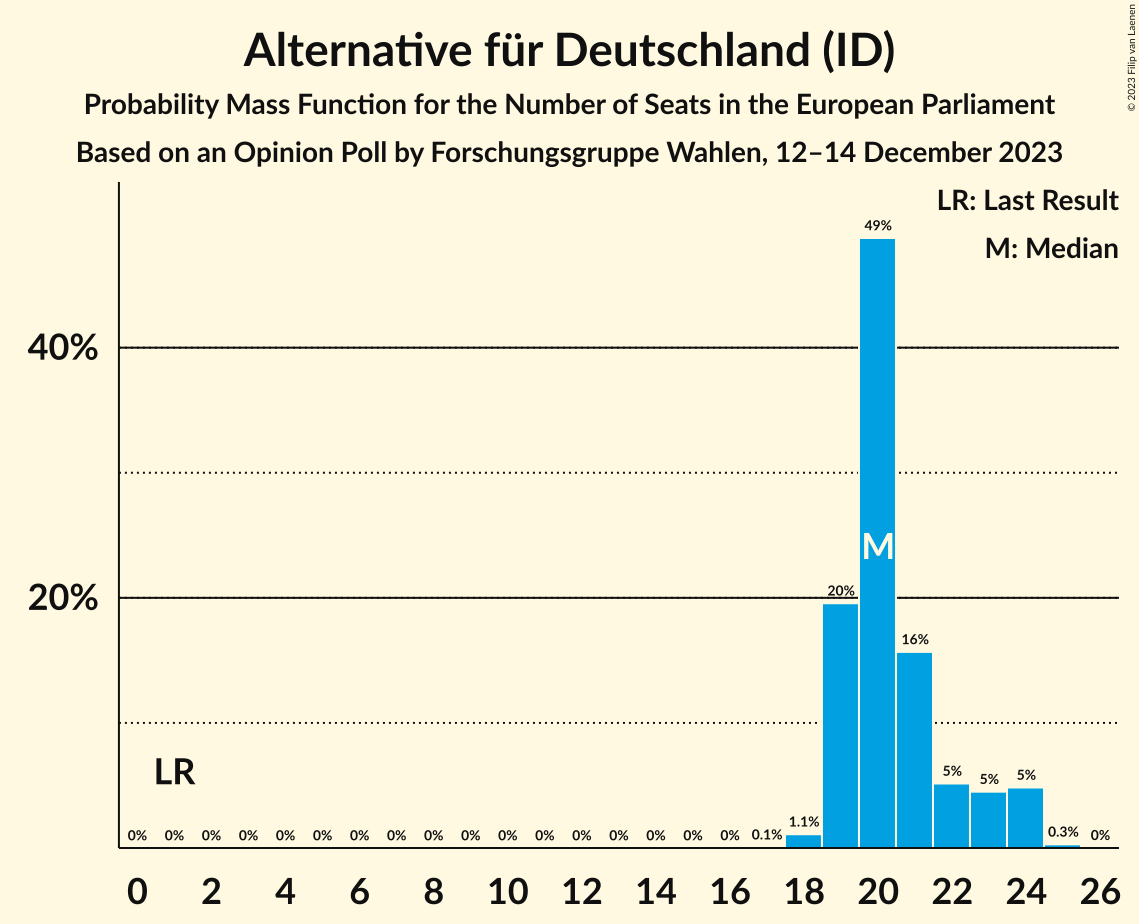 Alternative für Deutschland (ID)
Probability Mass Function for the Number of Seats in the European Parliament
Based on an Opinion Poll by Forschungsgruppe Wahlen, 12–14 December 2023
© 2023 Filip van Laenen
LR: Last Result
M: Median
49%
40%
M
20%
20%
16%
LR
0% 0% 0% 0% 0% 0% 0% 0% 0% 0% 0% 0% 0% 0% 0% 0% 0% 0.1% 1.1% 5% 5% 5% 0.3% 0%
0 2 4 6 8 10 12 14 16 18 20 22 24 26